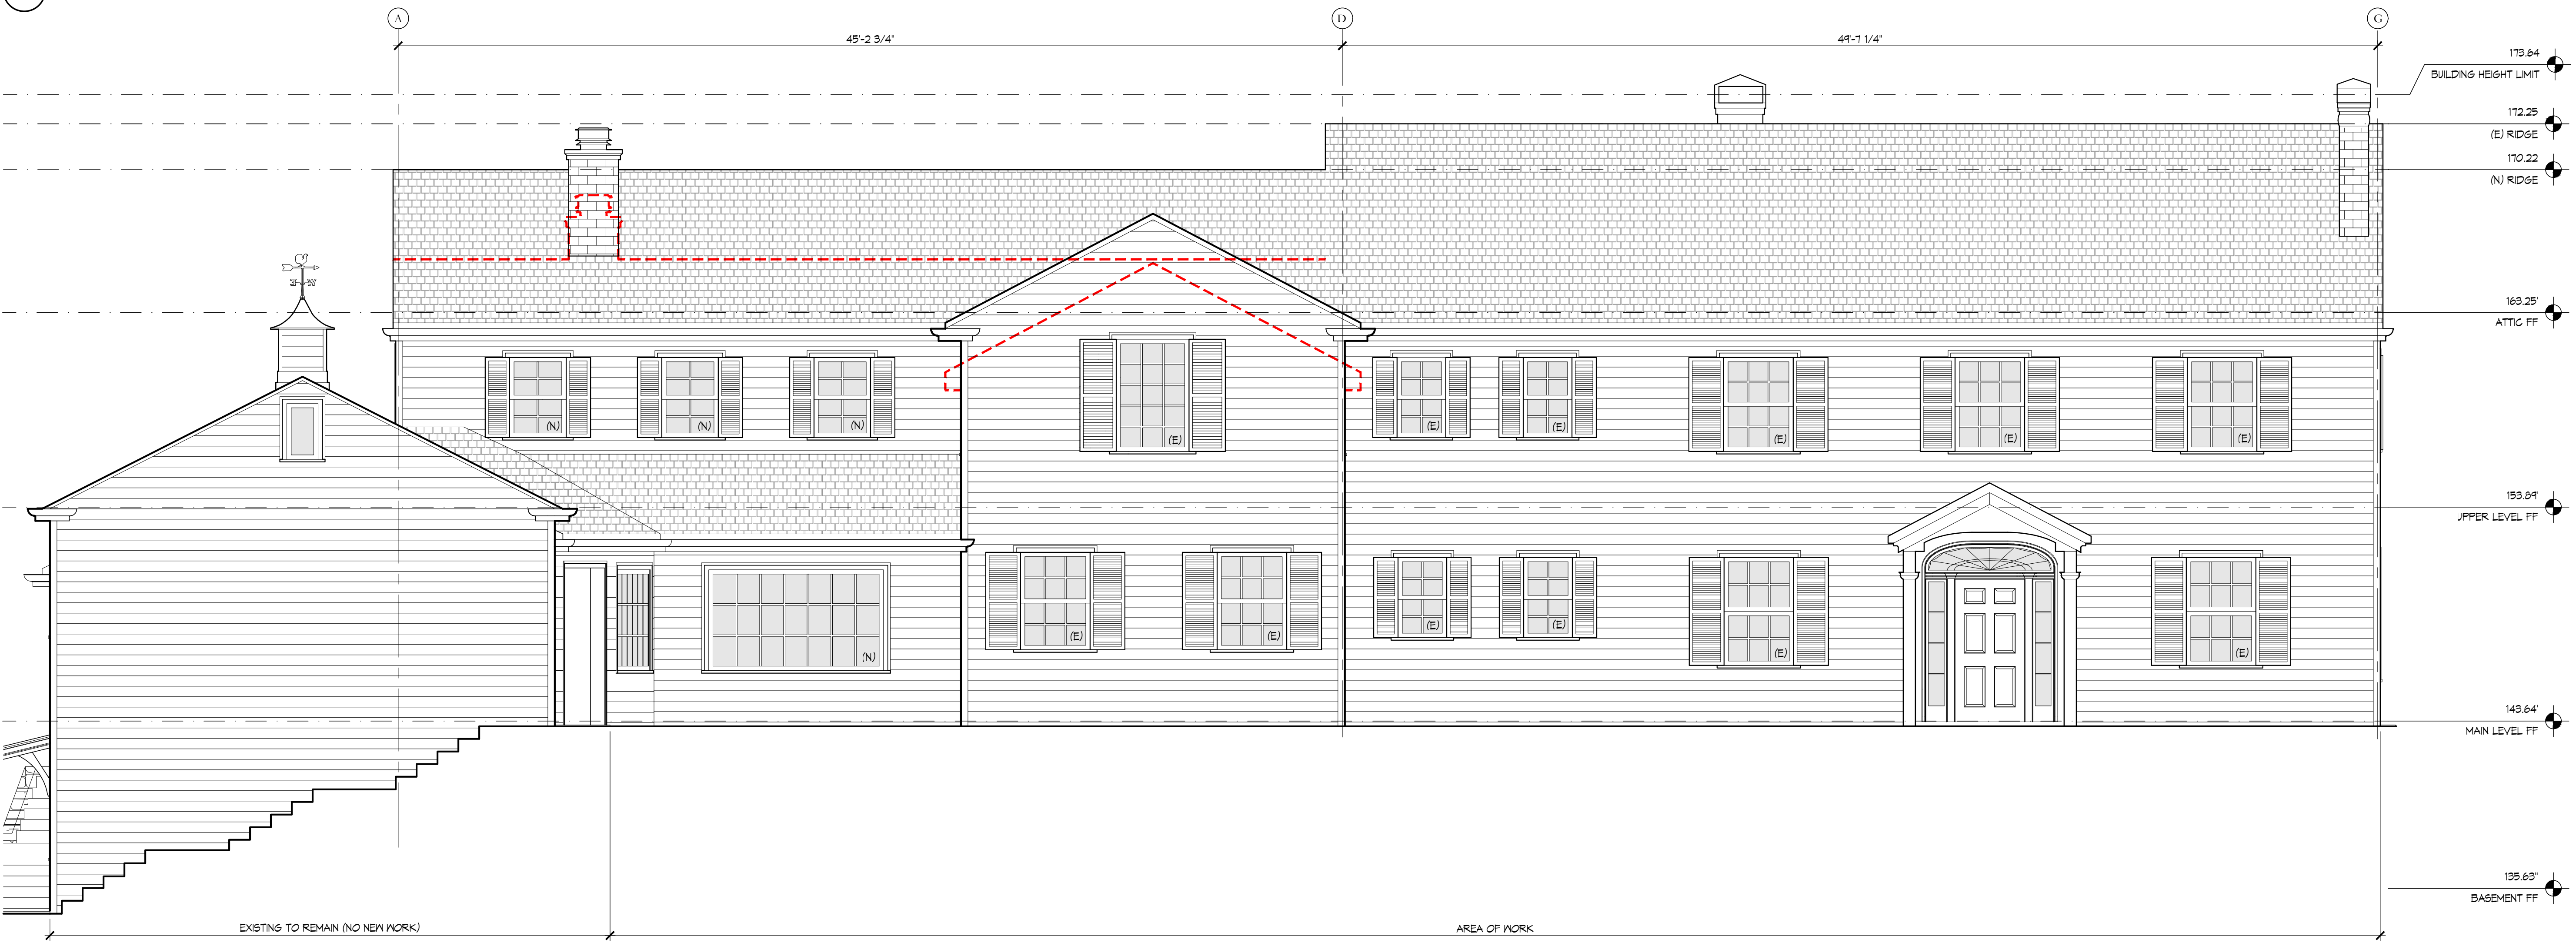 A
D
G
45'-2 3/4"
49'-7 1/4"
173.64
BUILDING HEIGHT LIMIT
172.25
(E) RIDGE
170.22
(N) RIDGE
163.25'
ATTIC FF
(N)
(N)
(N)
(E)
(E)
(E)
(E)
(E)
(E)
153.89'
UPPER LEVEL FF
(N)
(E)
(E)
(E)
(E)
(E)
(E)
143.64'
MAIN LEVEL FF
135.63"
BASEMENT FF
EXISTING TO REMAIN (NO NEW WORK)
AREA OF WORK